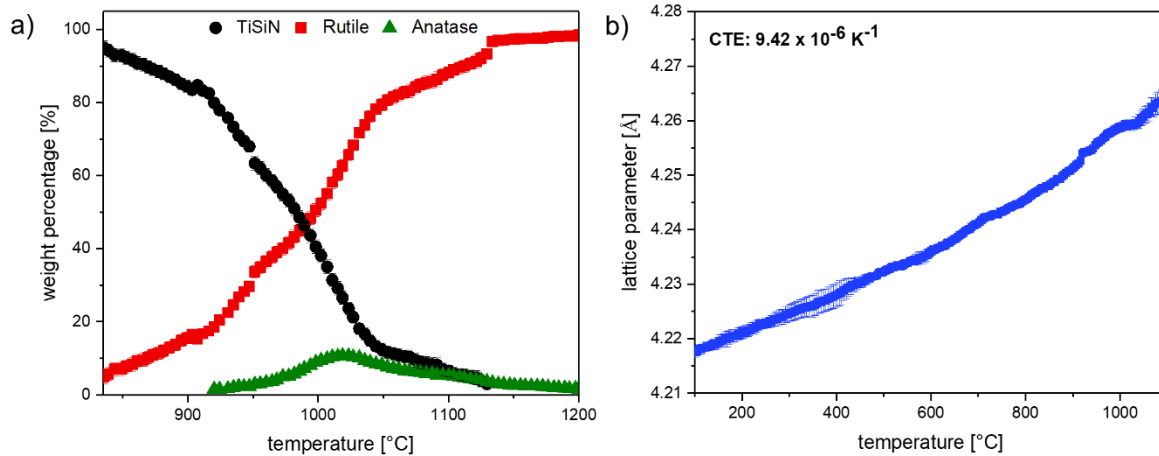 a)
TiSiN Rutile Anatase
100
80
60
40
20
0
weight percentage [%]
900 1000 1100 1200
temperature [°C]
b)
CTE: 9.42 x 10⁻⁶ K⁻¹
4.28
4.27
4.26
4.25
4.24
4.23
4.22
4.21
lattice parameter [Å]
200 400 600 800 1000
temperature [°C]